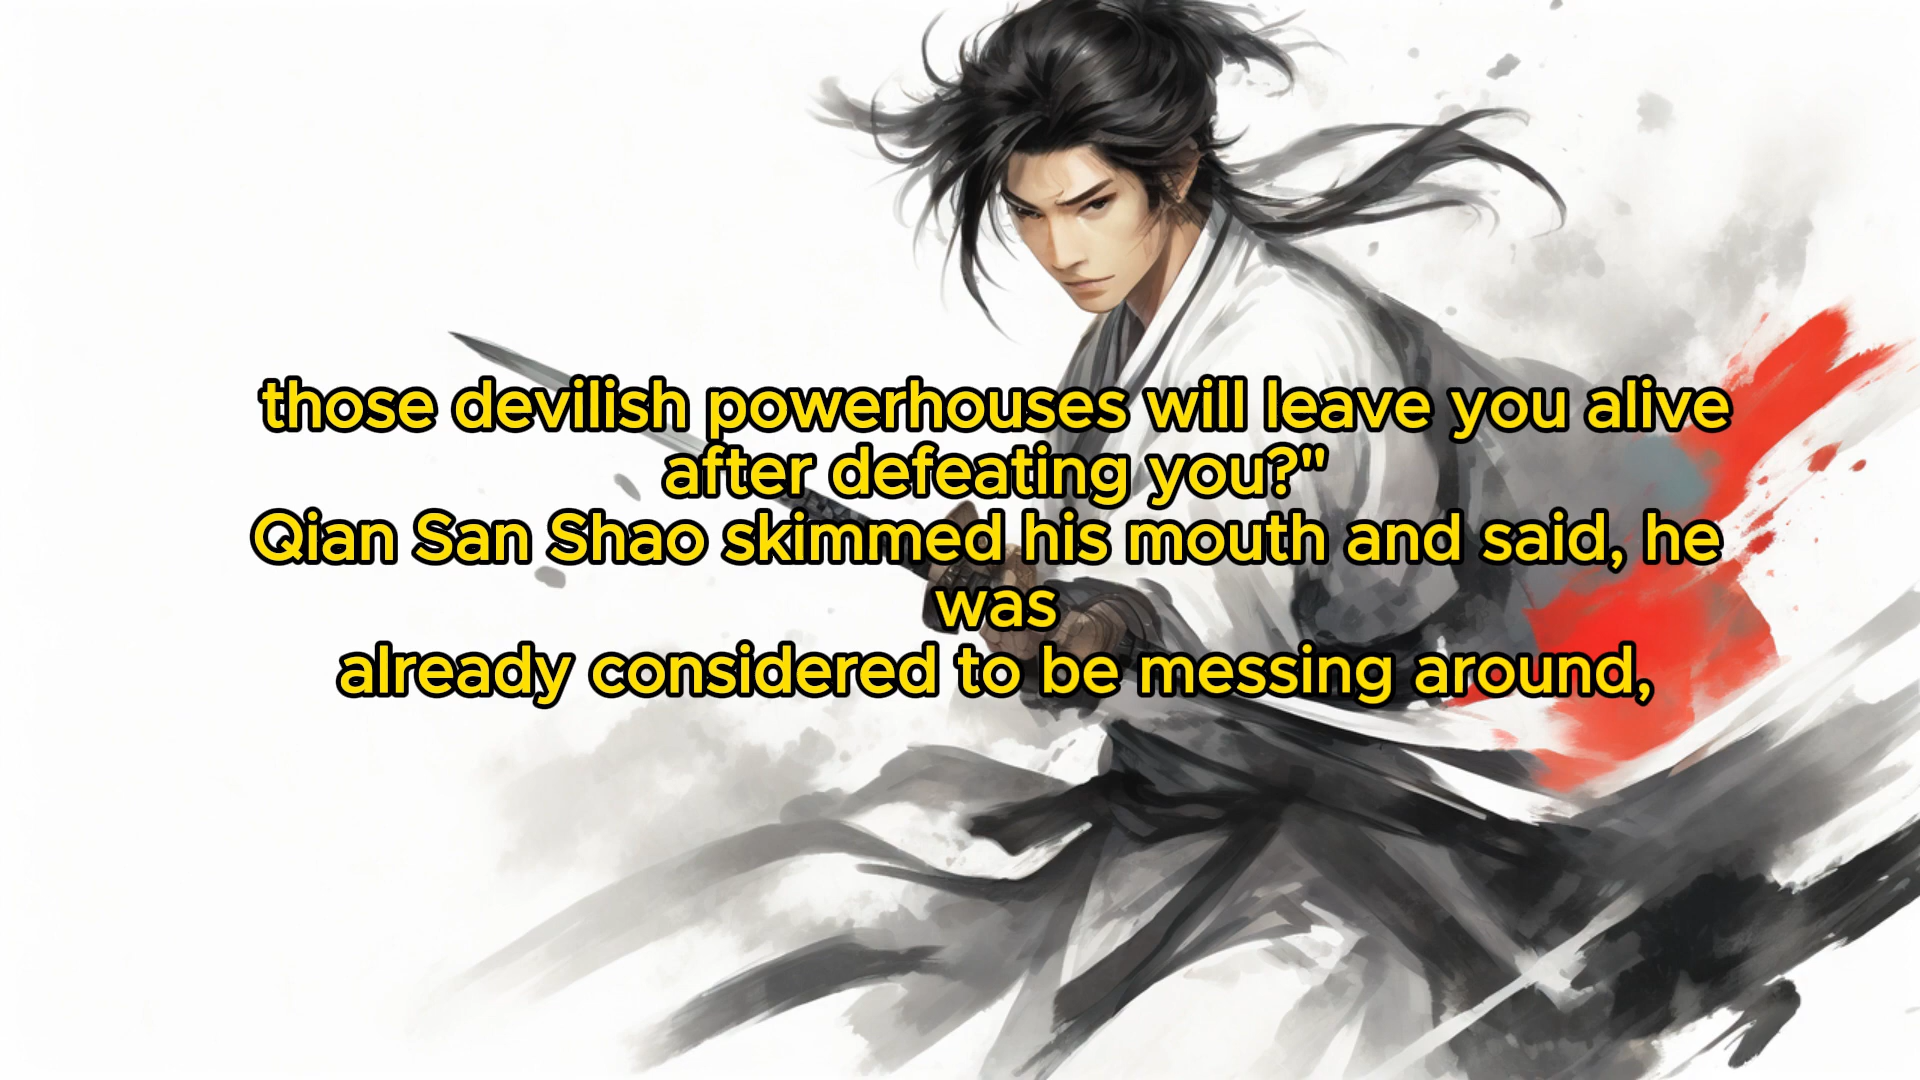 those devilish powerhouses will leave you alive
after defeating you?"
Qian San Shao skimmed his mouth and said, he
was
already considered to be messing around,